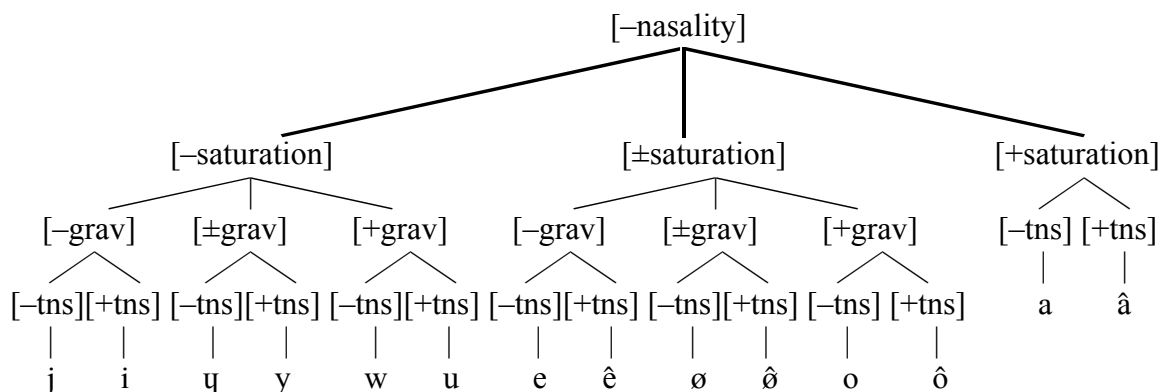 [–nasality]
[–saturation] [±saturation] [+saturation]
[–grav] [±grav] [+grav] [–grav] [±grav] [+grav] [–tns] [+tns]
[–tns] [+tns] [–tns] [+tns] [–tns] [+tns] [–tns] [+tns] [–tns] [+tns] [–tns] [+tns] a â
j i ɥ y w u e ê ø ø̂ o ô